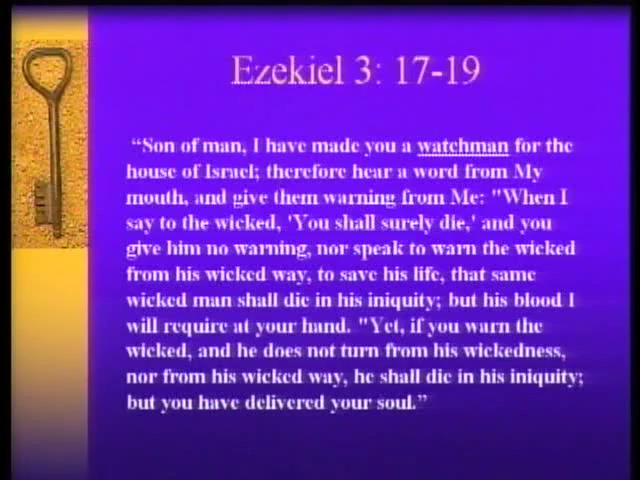 Ezekiel 3: 17-19
“Son of man, I have made you a watchman for the
house of Israel; therefore hear a word from My
mouth, and give them warning from Me: "When I
say to the wicked, 'You shall surely die,' and you
give him no warning, nor speak to warn the wicked
from his wicked way, to save his life, that same
wicked man shall die in his iniquity; but his blood I
will require at your hand. "Yet, if you warn the
wicked, and he does not turn from his wickedness,
nor from his wicked way, he shall die in his iniquity;
but you have delivered your soul.”